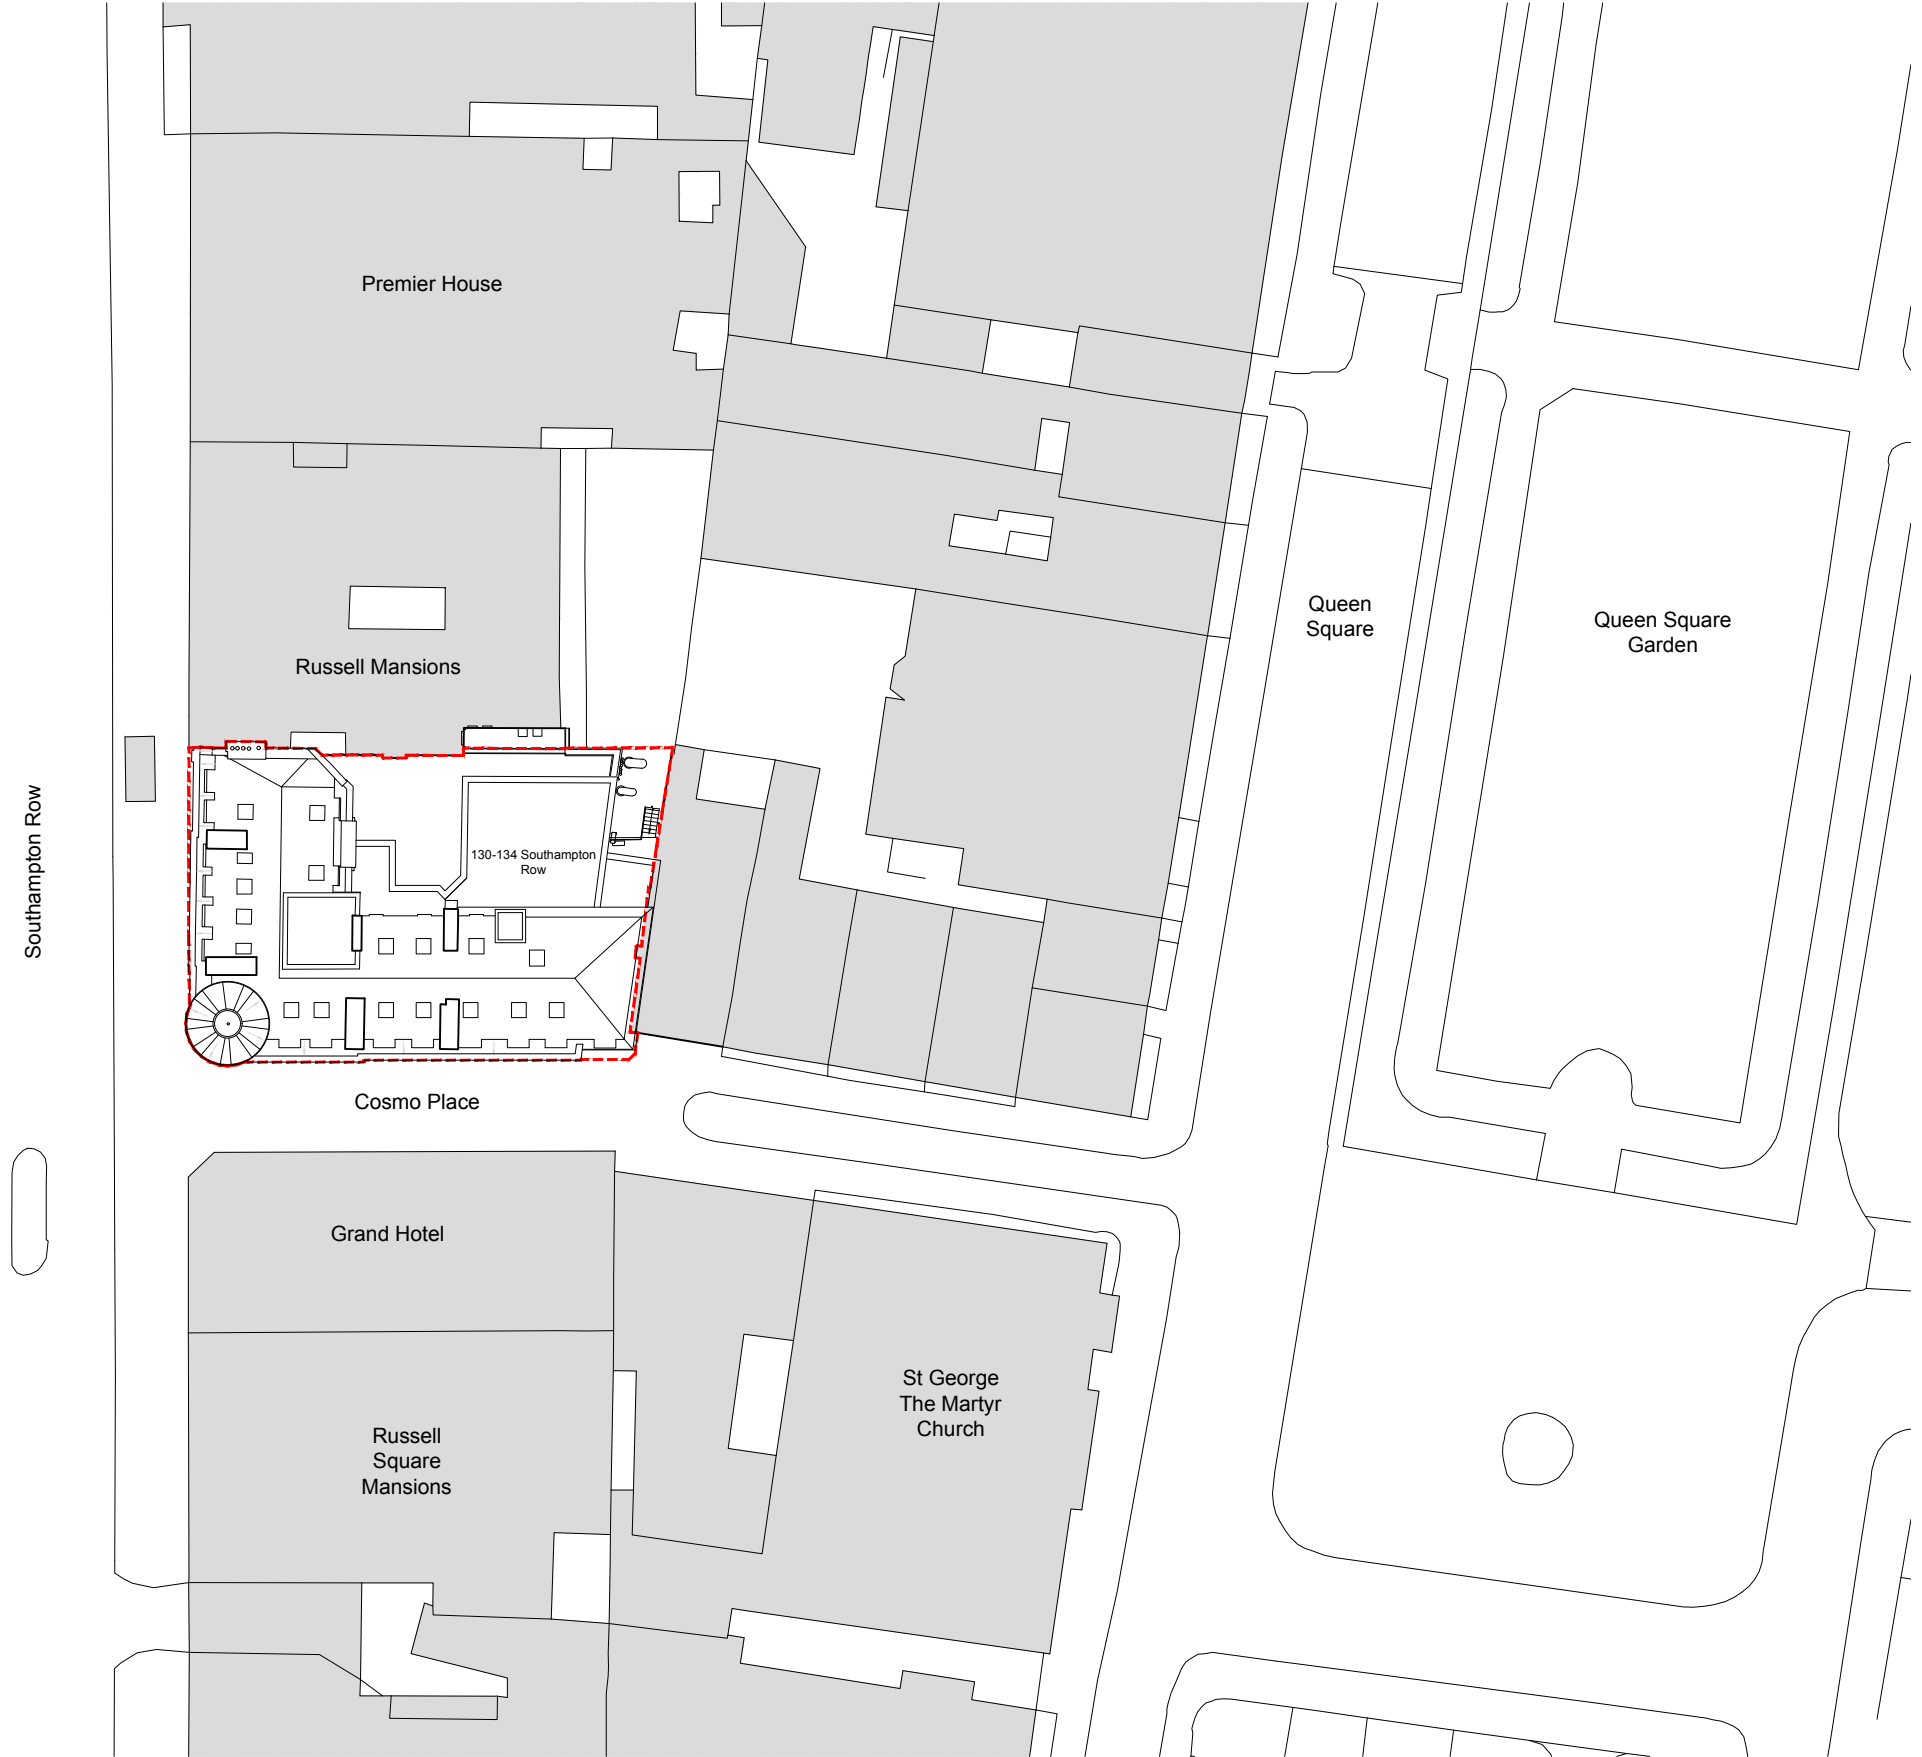 Premier House
Queen
Square
Queen Square
Garden
Russell Mansions
Southampton Row
130-134 Southampton
Row
Cosmo Place
Grand Hotel
St George
The Martyr
Church
Russell
Square
Mansions